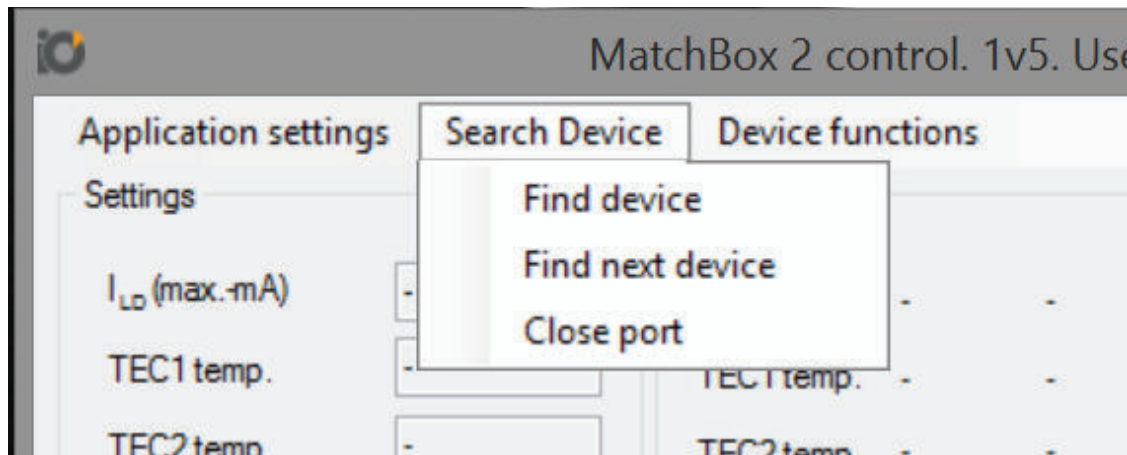 MatchBox 2 control. 1v5. Use
Application settings Search Device Device functions
Settings
Find device
Find next device
Close port
I_LD (max.-mA) - - -
TEC1 temp. - TEC1 temp. - -
TEC2 temp - TEC2 temp - -